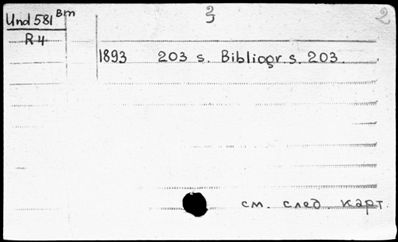 Und 581 Bm 3 2
R 4
1893 203 s. Bibliogr. s. 203.
см. след. карт.